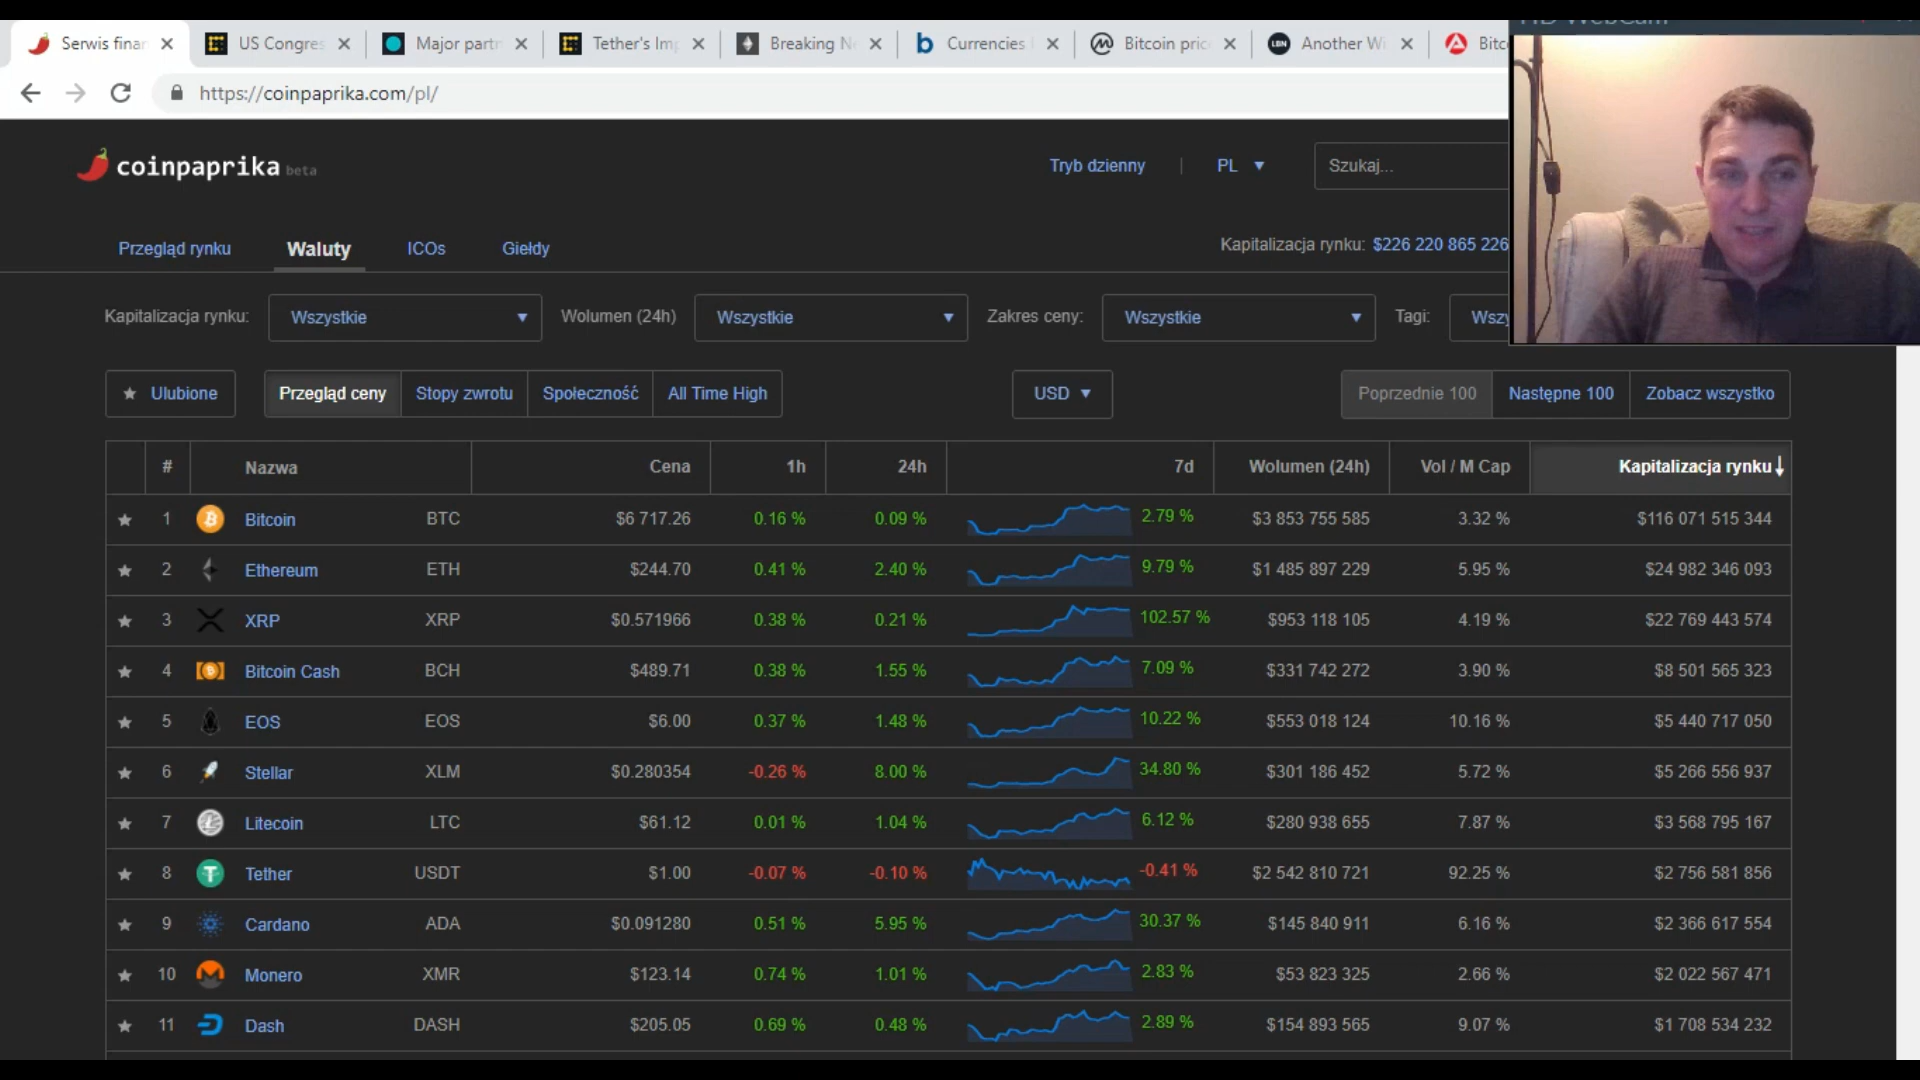 HD WebCam
Serwis finan
US Congres
Major partn
Tether's Imp
Breaking Ne
Currencies
Bitcoin pric
Another Wi
Bitc
https://coinpaprika.com/pl/
coinpaprika beta
Tryb dzienny | PL
Szukaj...
Przegląd rynku Waluty ICOs Giełdy
Kapitalizacja rynku: $226 220 865 226
Kapitalizacja rynku: Wszystkie Wolumen (24h) Wszystkie Zakres ceny: Wszystkie Tagi: Wszy
Ulubione Przegląd ceny Stopy zwrotu Społeczność All Time High USD Poprzednie 100 Następne 100 Zobacz wszystko
# Nazwa Cena 1h 24h 7d Wolumen (24h) Vol / M Cap Kapitalizacja rynku
1 Bitcoin BTC $6 717.26 0.16 % 0.09 % 2.79 % $3 853 755 585 3.32 % $116 071 515 344
2 Ethereum ETH $244.70 0.41 % 2.40 % 9.79 % $1 485 897 229 5.95 % $24 982 346 093
3 XRP XRP $0.571966 0.38 % 0.21 % 102.57 % $953 118 105 4.19 % $22 769 443 574
4 Bitcoin Cash BCH $489.71 0.38 % 1.55 % 7.09 % $331 742 272 3.90 % $8 501 565 323
5 EOS EOS $6.00 0.37 % 1.48 % 10.22 % $553 018 124 10.16 % $5 440 717 050
6 Stellar XLM $0.280354 -0.26 % 8.00 % 34.80 % $301 186 452 5.72 % $5 266 556 937
7 Litecoin LTC $61.12 0.01 % 1.04 % 6.12 % $280 938 655 7.87 % $3 568 795 167
8 Tether USDT $1.00 -0.07 % -0.10 % -0.41 % $2 542 810 721 92.25 % $2 756 581 856
9 Cardano ADA $0.091280 0.51 % 5.95 % 30.37 % $145 840 911 6.16 % $2 366 617 554
10 Monero XMR $123.14 0.74 % 1.01 % 2.83 % $53 823 325 2.66 % $2 022 567 471
11 Dash DASH $205.05 0.69 % 0.48 % 2.89 % $154 893 565 9.07 % $1 708 534 232